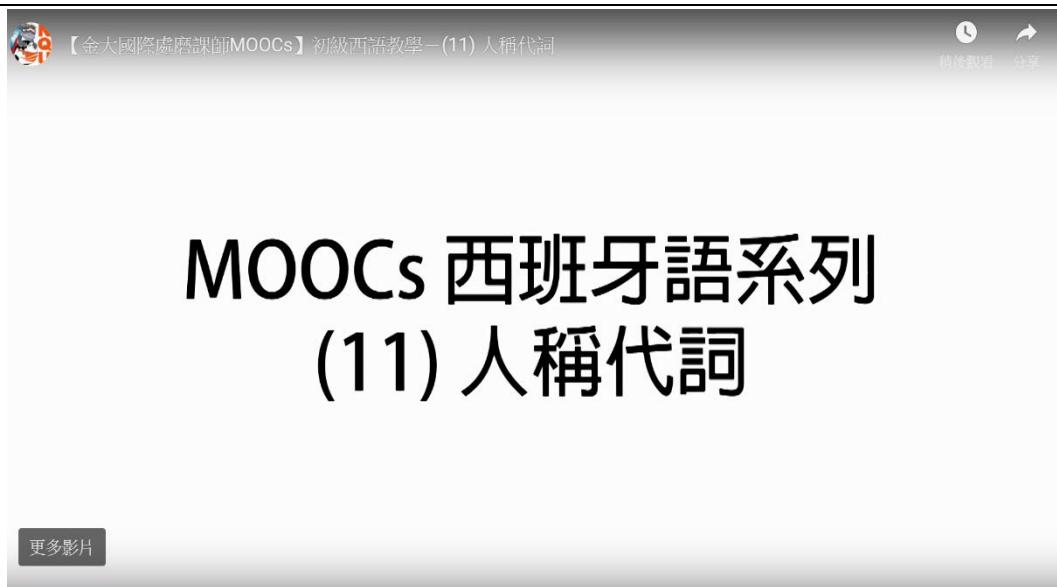 【金大國際處磨課師MOOCs】初級西語教學－(11) 人稱代詞
稍後觀看
分享
MOOCs 西班牙語系列
(11) 人稱代詞
更多影片